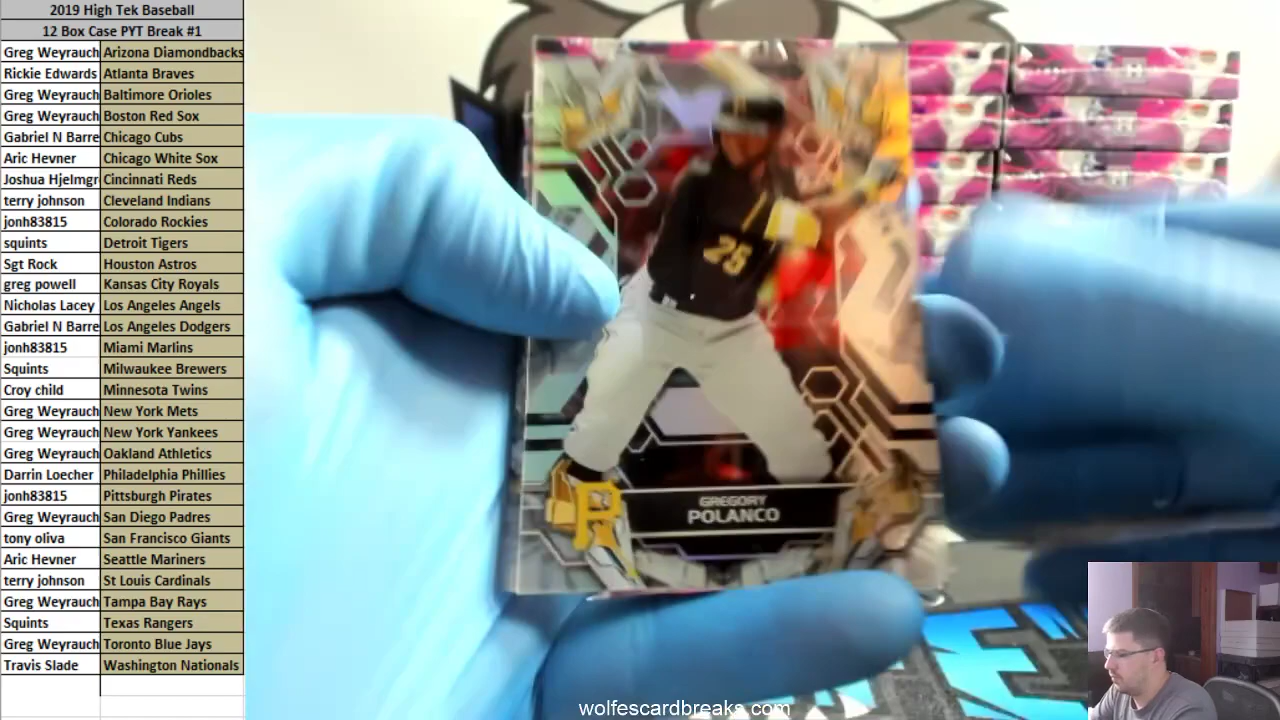 2019 High Tek Baseball
12 Box Case PYT Break #1
Greg Weyrauch Arizona Diamondbacks
Rickie Edwards Atlanta Braves
Greg Weyrauch Baltimore Orioles
Greg Weyrauch Boston Red Sox
Gabriel N Barre Chicago Cubs
Aric Hevner Chicago White Sox
Joshua Hjelmgr Cincinnati Reds
terry johnson Cleveland Indians
jonh83815 Colorado Rockies
squints Detroit Tigers
Sgt Rock Houston Astros
greg powell Kansas City Royals
Nicholas Lacey Los Angeles Angels
Gabriel N Barre Los Angeles Dodgers
jonh83815 Miami Marlins
Squints Milwaukee Brewers
Croy child Minnesota Twins
Greg Weyrauch New York Mets
Greg Weyrauch New York Yankees
Greg Weyrauch Oakland Athletics
Darrin Loecher Philadelphia Phillies
jonh83815 Pittsburgh Pirates
Greg Weyrauch San Diego Padres
tony oliva San Francisco Giants
Aric Hevner Seattle Mariners
terry johnson St Louis Cardinals
Greg Weyrauch Tampa Bay Rays
Squints Texas Rangers
Greg Weyrauch Toronto Blue Jays
Travis Slade Washington Nationals
25
P
GREGORY
POLANCO
wolfescardbreaks.com